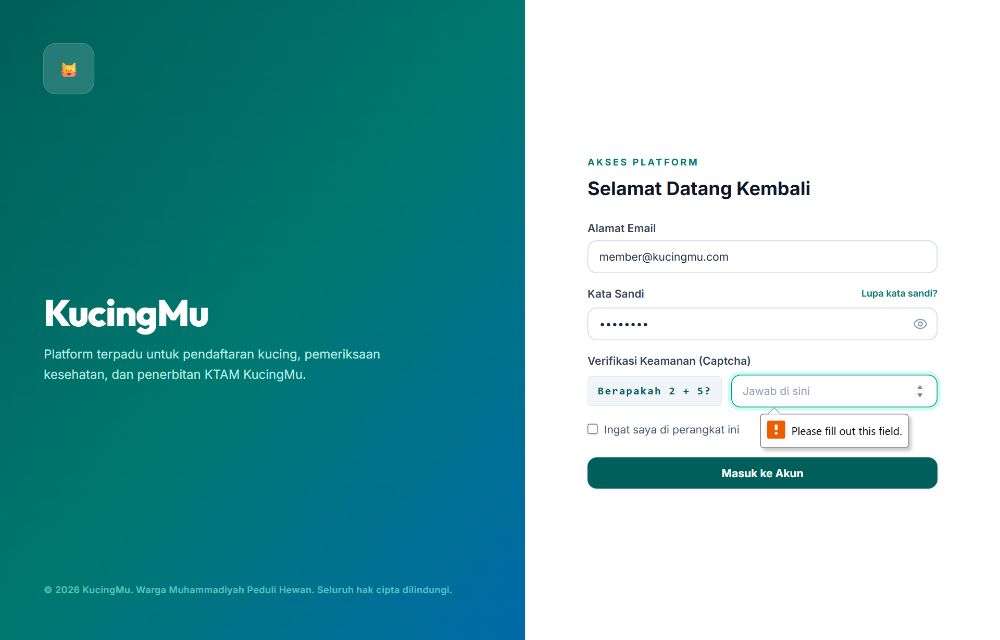 KucingMu
Platform terpadu untuk pendaftaran kucing, pemeriksaan
kesehatan, dan penerbitan KTAM KucingMu.
© 2026 KucingMu. Warga Muhammadiyah Peduli Hewan. Seluruh hak cipta dilindungi.
AKSES PLATFORM
Selamat Datang Kembali
Alamat Email
member@kucingmu.com
Kata Sandi
Lupa kata sandi?
••••••••
Verifikasi Keamanan (Captcha)
Berapakah 2 + 5?
Jawab di sini
Ingat saya di perangkat ini
Please fill out this field.
Masuk ke Akun